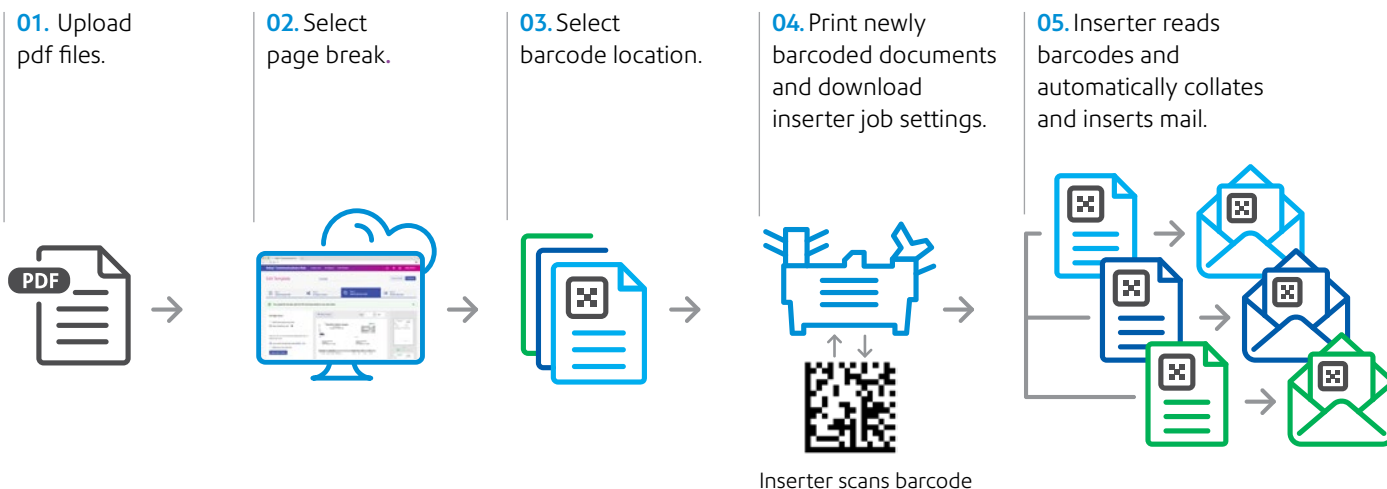 01. Upload
pdf files.
02. Select
page break.
03. Select
barcode location.
04. Print newly
barcoded documents
and download
inserter job settings.
05. Inserter reads
barcodes and
automatically collates
and inserts mail.
PDF
Inserter scans barcode